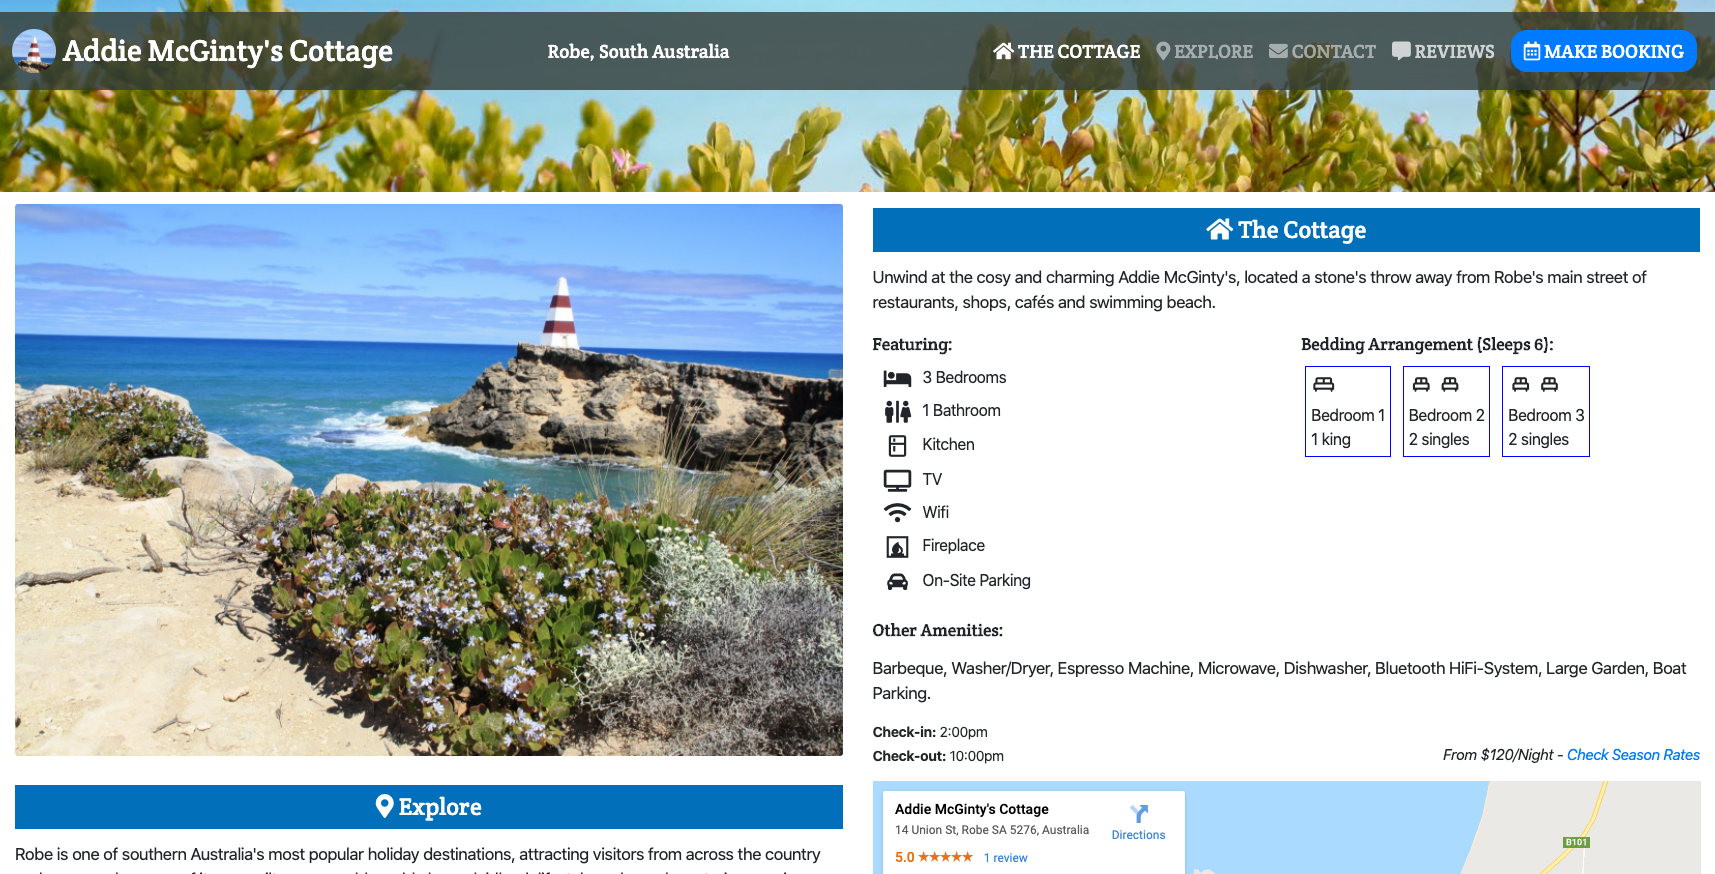 Addie McGinty's Cottage
Robe, South Australia
THE COTTAGE
EXPLORE
CONTACT
REVIEWS
MAKE BOOKING
The Cottage
Unwind at the cosy and charming Addie McGinty's, located a stone's throw away from Robe's main street of
restaurants, shops, cafés and swimming beach.
Featuring:
3 Bedrooms
1 Bathroom
Kitchen
TV
Wifi
Fireplace
On-Site Parking
Bedding Arrangement (Sleeps 6):
Bedroom 1
1 king
Bedroom 2
2 singles
Bedroom 3
2 singles
Other Amenities:
Barbeque, Washer/Dryer, Espresso Machine, Microwave, Dishwasher, Bluetooth HiFi-System, Large Garden, Boat
Parking.
Check-in: 2:00pm
Check-out: 10:00pm
From $120/Night - Check Season Rates
Addie McGinty's Cottage
14 Union St, Robe SA 5276, Australia
Directions
5.0 ★★★★★ 1 review
B101
Explore
Robe is one of southern Australia's most popular holiday destinations, attracting visitors from across the country